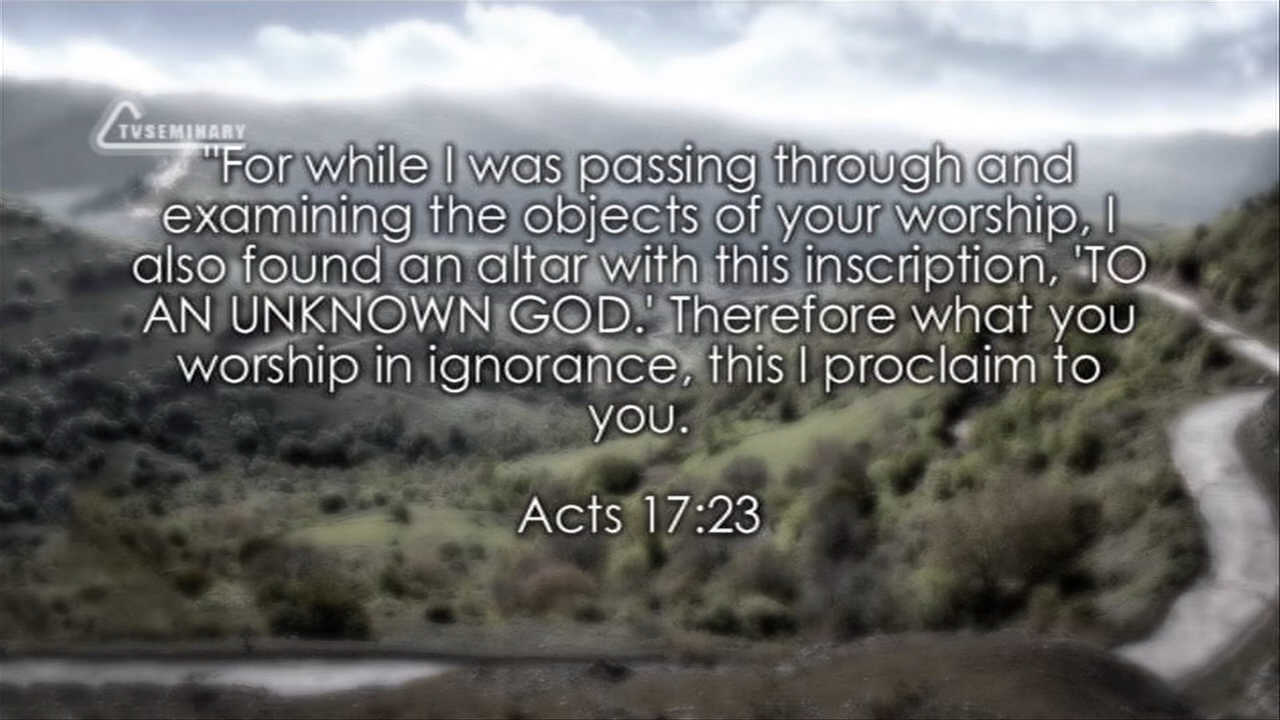 TVSEMINARY
"For while I was passing through and
examining the objects of your worship, I
also found an altar with this inscription, 'TO
AN UNKNOWN GOD.' Therefore what you
worship in ignorance, this I proclaim to
you.
Acts 17:23